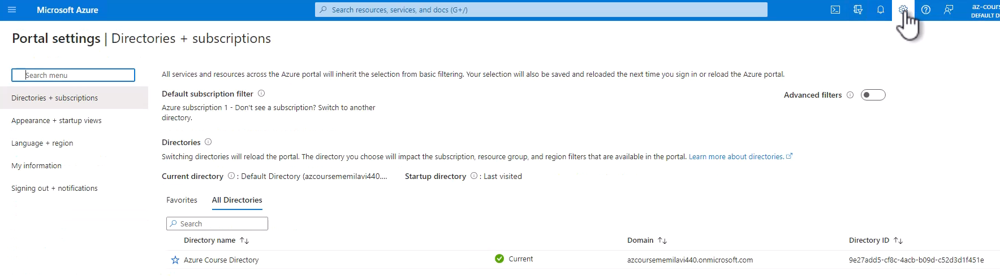 Microsoft Azure
Search resources, services, and docs (G+/)
az-cours
DEFAULT D
Portal settings | Directories + subscriptions
Search menu
Directories + subscriptions
Appearance + startup views
Language + region
My information
Signing out + notifications
All services and resources across the Azure portal will inherit the selection from basic filtering. Your selection will also be saved and reloaded the next time you sign in or reload the Azure portal.
Default subscription filter
Advanced filters
Azure subscription 1 - Don't see a subscription? Switch to another
directory.
Directories
Switching directories will reload the portal. The directory you choose will impact the subscription, resource group, and region filters that are available in the portal. Learn more about directories.
Current directory : Default Directory (azcoursememilavi440.... Startup directory : Last visited
Favorites All Directories
Search
Directory name ↑↓ Domain ↑↓ Directory ID ↑↓
Azure Course Directory Current azcoursememilavi440.onmicrosoft.com 9e27add5-cf8c-4acb-b09d-c52d3d1f451e